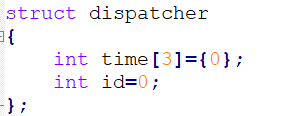 struct dispatcher
{
    int time[3]={0};
    int id=0;
};